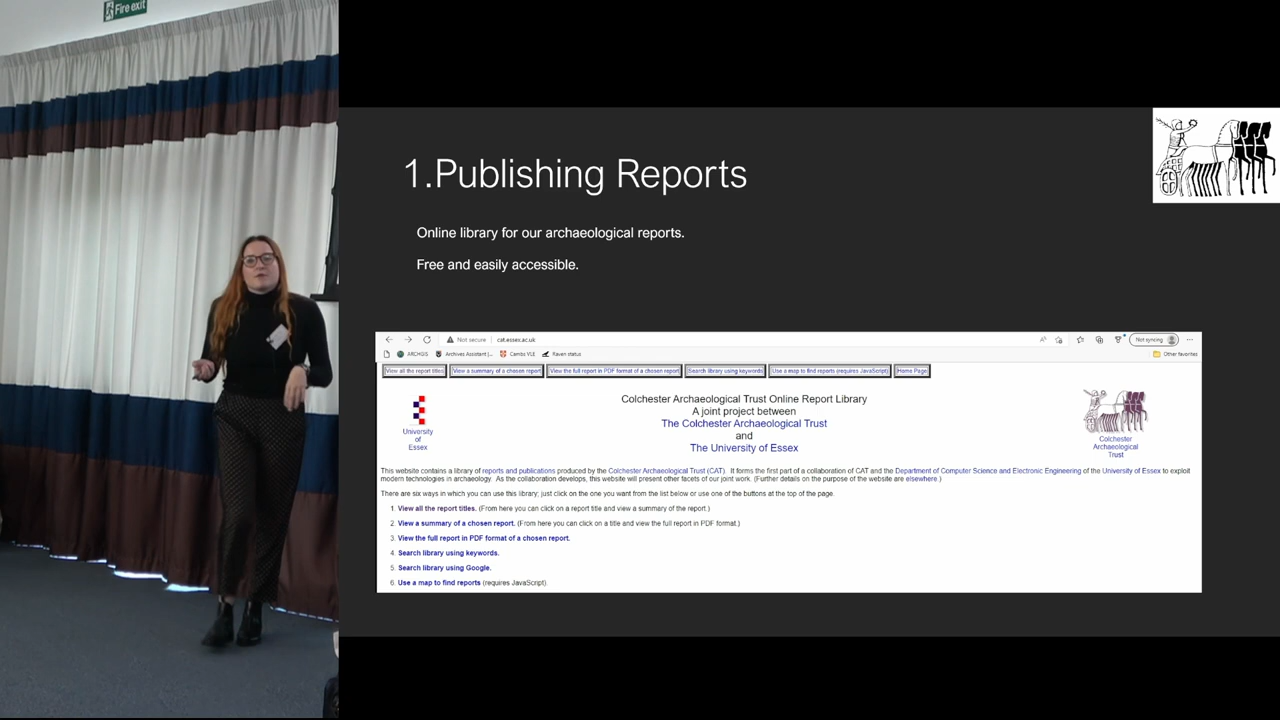 Fire exit
1.Publishing Reports
Online library for our archaeological reports.
Free and easily accessible.
Not secure | cat.essex.ac.uk
Not syncing
ARCHGIS
Archives Assistant |...
Cambs VLE
Raven status
Other favorites
View all the report titles
View a summary of a chosen report
View the full report in PDF format of a chosen report
Search library using keywords
Use a map to find reports (requires JavaScript)
Home Page
University
of
Essex
Colchester Archaeological Trust Online Report Library
A joint project between
The Colchester Archaeological Trust
and
The University of Essex
Colchester
Archaeological
Trust
This website contains a library of reports and publications produced by the Colchester Archaeological Trust (CAT). It forms the first part of a collaboration of CAT and the Department of Computer Science and Electronic Engineering of the University of Essex to exploit
modern technologies in archaeology. As the collaboration develops, this website will present other facets of our joint work. (Further details on the purpose of the website are elsewhere.)
There are six ways in which you can use this library; just click on the one you want from the list below or use one of the buttons at the top of the page.
1. View all the report titles. (From here you can click on a report title and view a summary of the report.)
2. View a summary of a chosen report. (From here you can click on a title and view the full report in PDF format.)
3. View the full report in PDF format of a chosen report.
4. Search library using keywords.
5. Search library using Google.
6. Use a map to find reports (requires JavaScript).